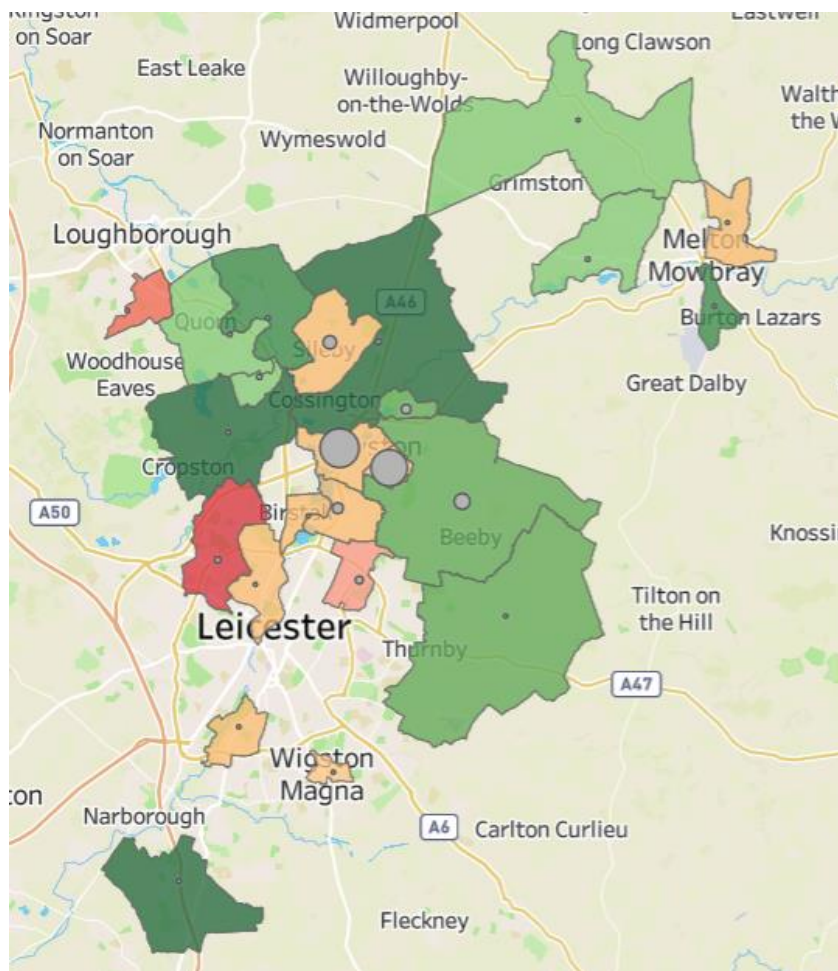 on Soar
Widmerpool
Long Clawson
East Leake
Willoughby-
on-the-Wolds
Normanton
on Soar
Wymeswold
Grimston
Loughborough
Melton
Mowbray
A46
Quorn
Sileby
Burton Lazars
Woodhouse
Eaves
Great Dalby
Cossington
Cropston
A50
Beeby
Tilton on
the Hill
Leicester
Thurnby
A47
Wigston
Magna
Narborough
A6
Carlton Curlieu
Fleckney